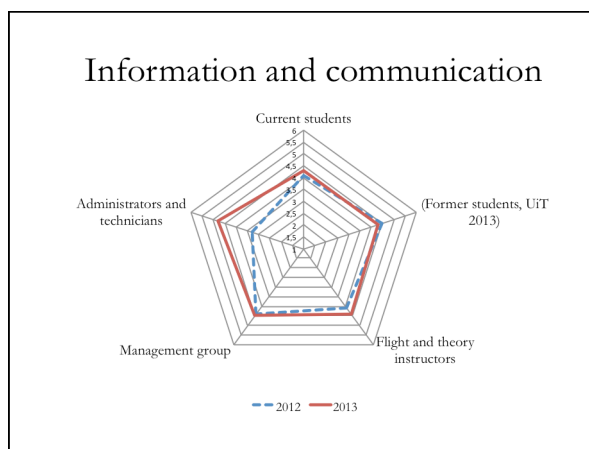 Information and communication
Current students
6
5,5
5
4,5
4
3,5
3
2,5
2
1,5
1
Administrators and
technicians
(Former students, UiT
2013)
Management group
Flight and theory
instructors
2012
2013